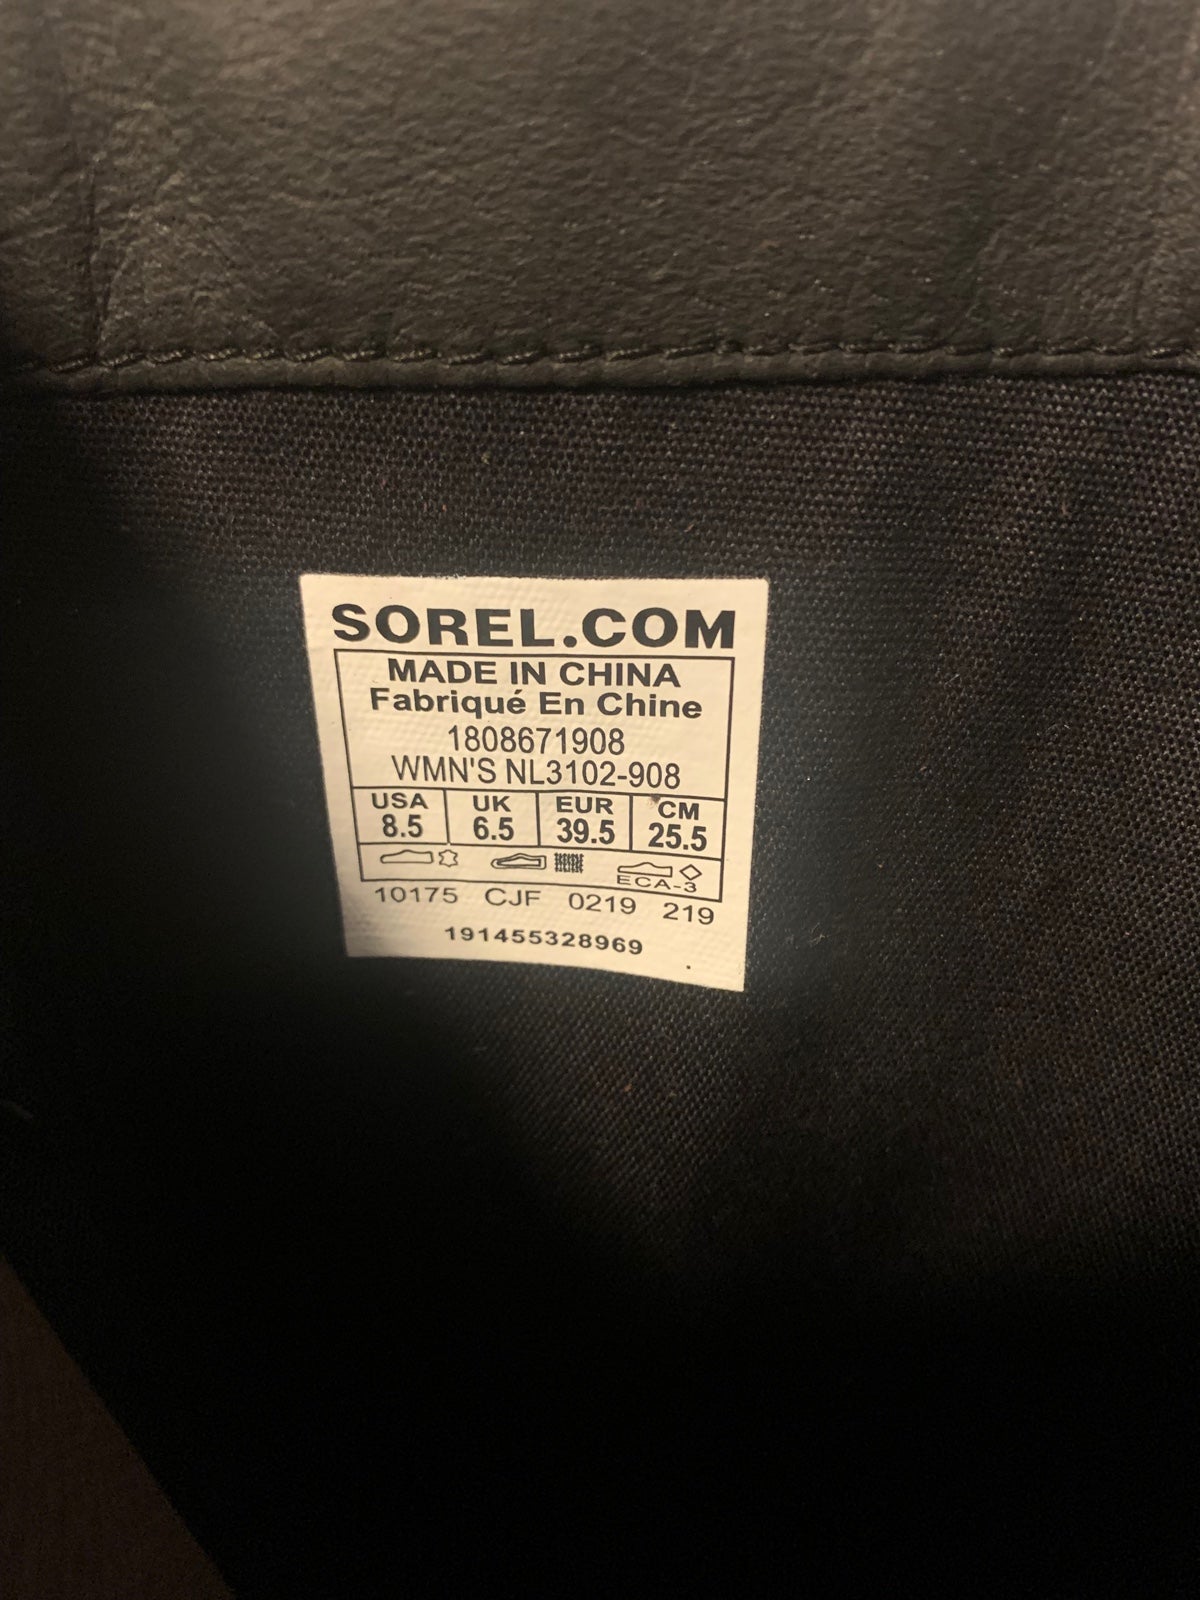 SOREL.COM
MADE IN CHINA
Fabriqué En Chine
1808671908
WMN'S NL3102-908
USA UK EUR CM
8.5 6.5 39.5 25.5
ECA-3
10175 CJF 0219 219
191455328969